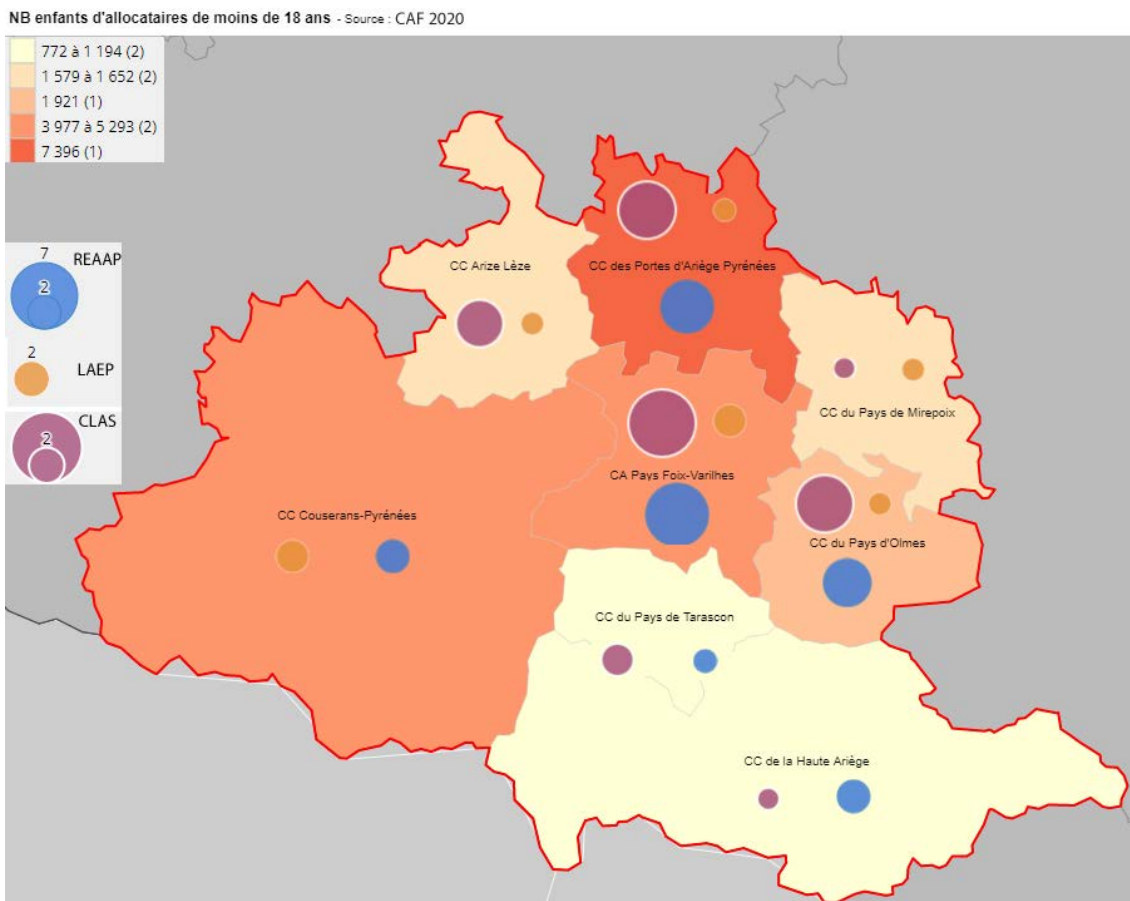 NB enfants d'allocataires de moins de 18 ans - Source : CAF 2020
772 à 1 194 (2)
1 579 à 1 652 (2)
1 921 (1)
3 977 à 5 293 (2)
7 396 (1)
7
REAAP
2
2
LAEP
CLAS
2
CC Arize Lèze
CC des Portes d'Ariège Pyrénées
CC du Pays de Mirepoix
CA Pays Foix-Varilhes
CC Couserans-Pyrénées
CC du Pays d'Olmes
CC du Pays de Tarascon
CC de la Haute Ariège